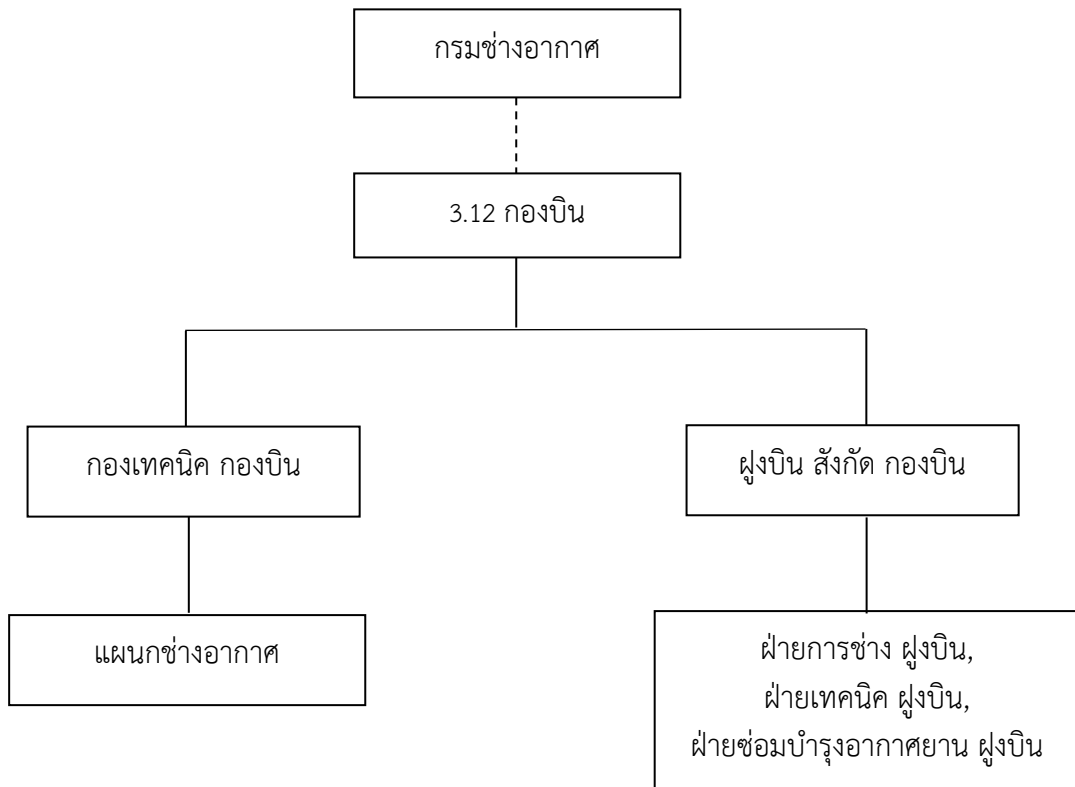 กรมช่างอากาศ
3.12 กองบิน
กองเทคนิค กองบิน
ฝูงบิน สังกัด กองบิน
แผนกช่างอากาศ
ฝ่ายการช่าง ฝูงบิน,
ฝ่ายเทคนิค ฝูงบิน,
ฝ่ายซ่อมบำรุงอากาศยาน ฝูงบิน